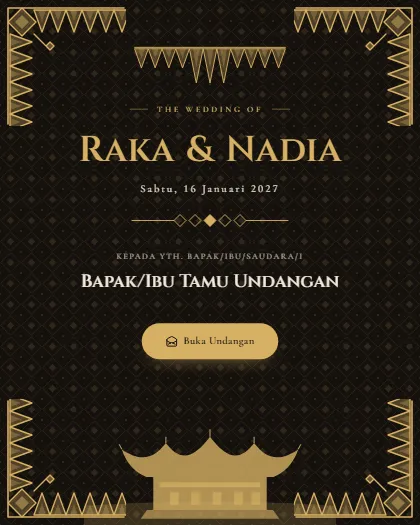 THE WEDDING OF
RAKA & NADIA
Sabtu, 16 Januari 2027
KEPADA YTH. BAPAK/IBU/SAUDARA/I
BAPAK/IBU TAMU UNDANGAN
Buka Undangan